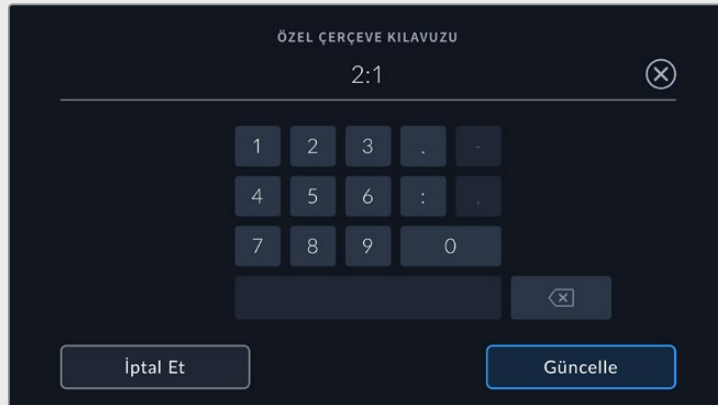 ÖZEL ÇERÇEVE KILAVUZU
2:1
1 2 3 . -
4 5 6 : ,
7 8 9 0
İptal Et Güncelle